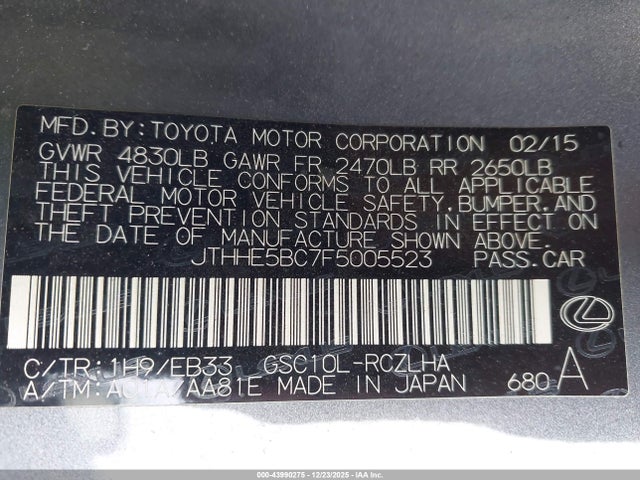 MFD.BY:TOYOTA MOTOR CORPORATION 02/15
GVWR 4830LB GAWR FR 2470LB RR 2650LB
THIS VEHICLE CONFORMS TO ALL APPLICABLE
FEDERAL MOTOR VEHICLE SAFETY,BUMPER,AND
THEFT PREVENTION STANDARDS IN EFFECT ON
THE DATE OF MANUFACTURE SHOWN ABOVE.
JTHHE5BC7F5005523 PASS.CAR
C/TR:1H9/EB33 GSC10L-RCZLHA
A/TM: AA81E MADE IN JAPAN 680 A
000-43990275 - 12/23/2025 - IAA, Inc.